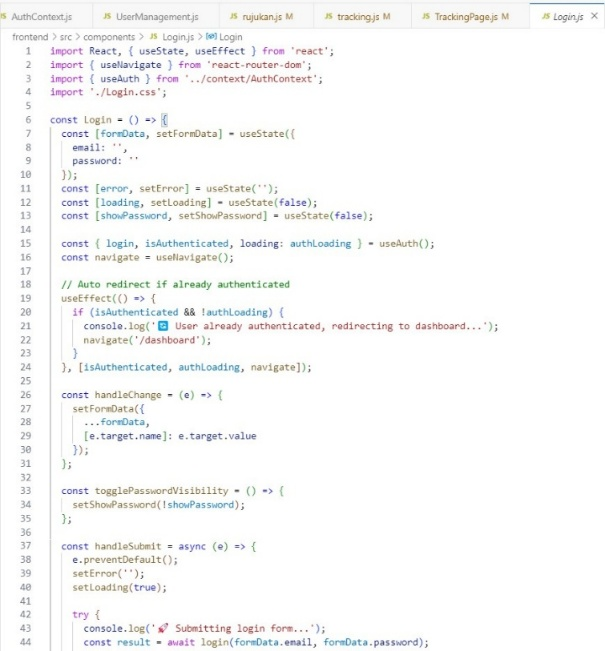 JS AuthContext.js JS UserManagement.js JS rujukan.js M JS tracking.js M JS TrackingPage.js M JS Login.js ×
frontend > src > components > JS Login.js > Login
1 import React, { useState, useEffect } from 'react';
2 import { useNavigate } from 'react-router-dom';
3 import { useAuth } from '../context/AuthContext';
4 import './Login.css';
5
6 const Login = () => {
7   const [formData, setFormData] = useState({
8     email: '',
9     password: ''
10   });
11   const [error, setError] = useState('');
12   const [loading, setLoading] = useState(false);
13   const [showPassword, setShowPassword] = useState(false);
14
15   const { login, isAuthenticated, loading: authLoading } = useAuth();
16   const navigate = useNavigate();
17
18   // Auto redirect if already authenticated
19   useEffect(() => {
20     if (isAuthenticated && !authLoading) {
21       console.log('🔄 User already authenticated, redirecting to dashboard...');
22       navigate('/dashboard');
23     }
24   }, [isAuthenticated, authLoading, navigate]);
25
26   const handleChange = (e) => {
27     setFormData({
28       ...formData,
29       [e.target.name]: e.target.value
30     });
31   };
32
33   const togglePasswordVisibility = () => {
34     setShowPassword(!showPassword);
35   };
36
37   const handleSubmit = async (e) => {
38     e.preventDefault();
39     setError('');
40     setLoading(true);
41
42     try {
43       console.log('🚀 Submitting login form...');
44       const result = await login(formData.email, formData.password);